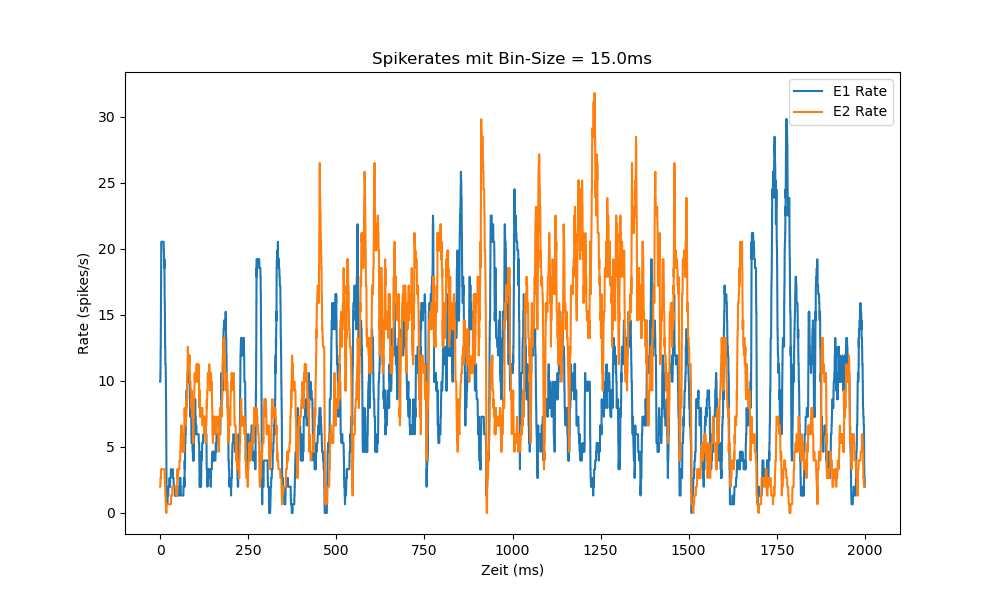 Spikerates mit Bin-Size = 15.0ms
E1 Rate
E2 Rate
30
25
20
15
10
5
0
Rate (spikes/s)
0 250 500 750 1000 1250 1500 1750 2000
Zeit (ms)